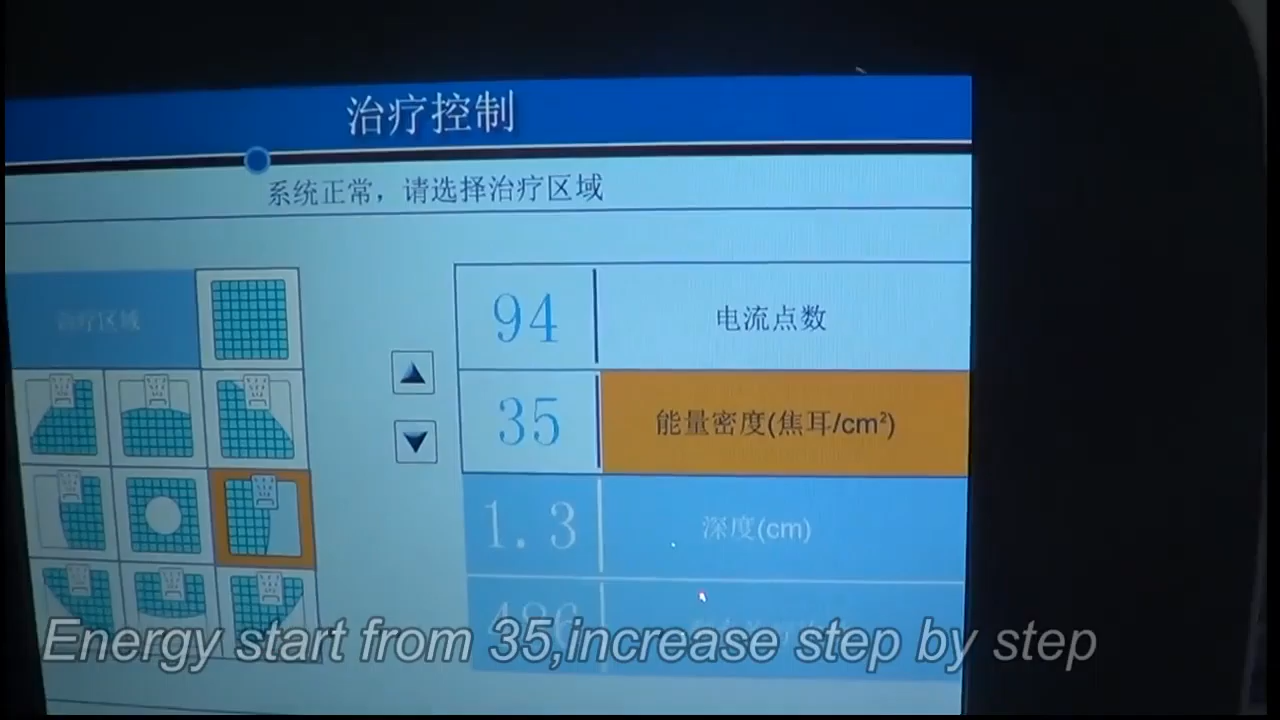 治疗控制
系统正常，请选择治疗区域
治疗区域
94 电流点数
35 能量密度(焦耳/cm²)
1.3 深度(cm)
486
Energy start from 35,increase step by step